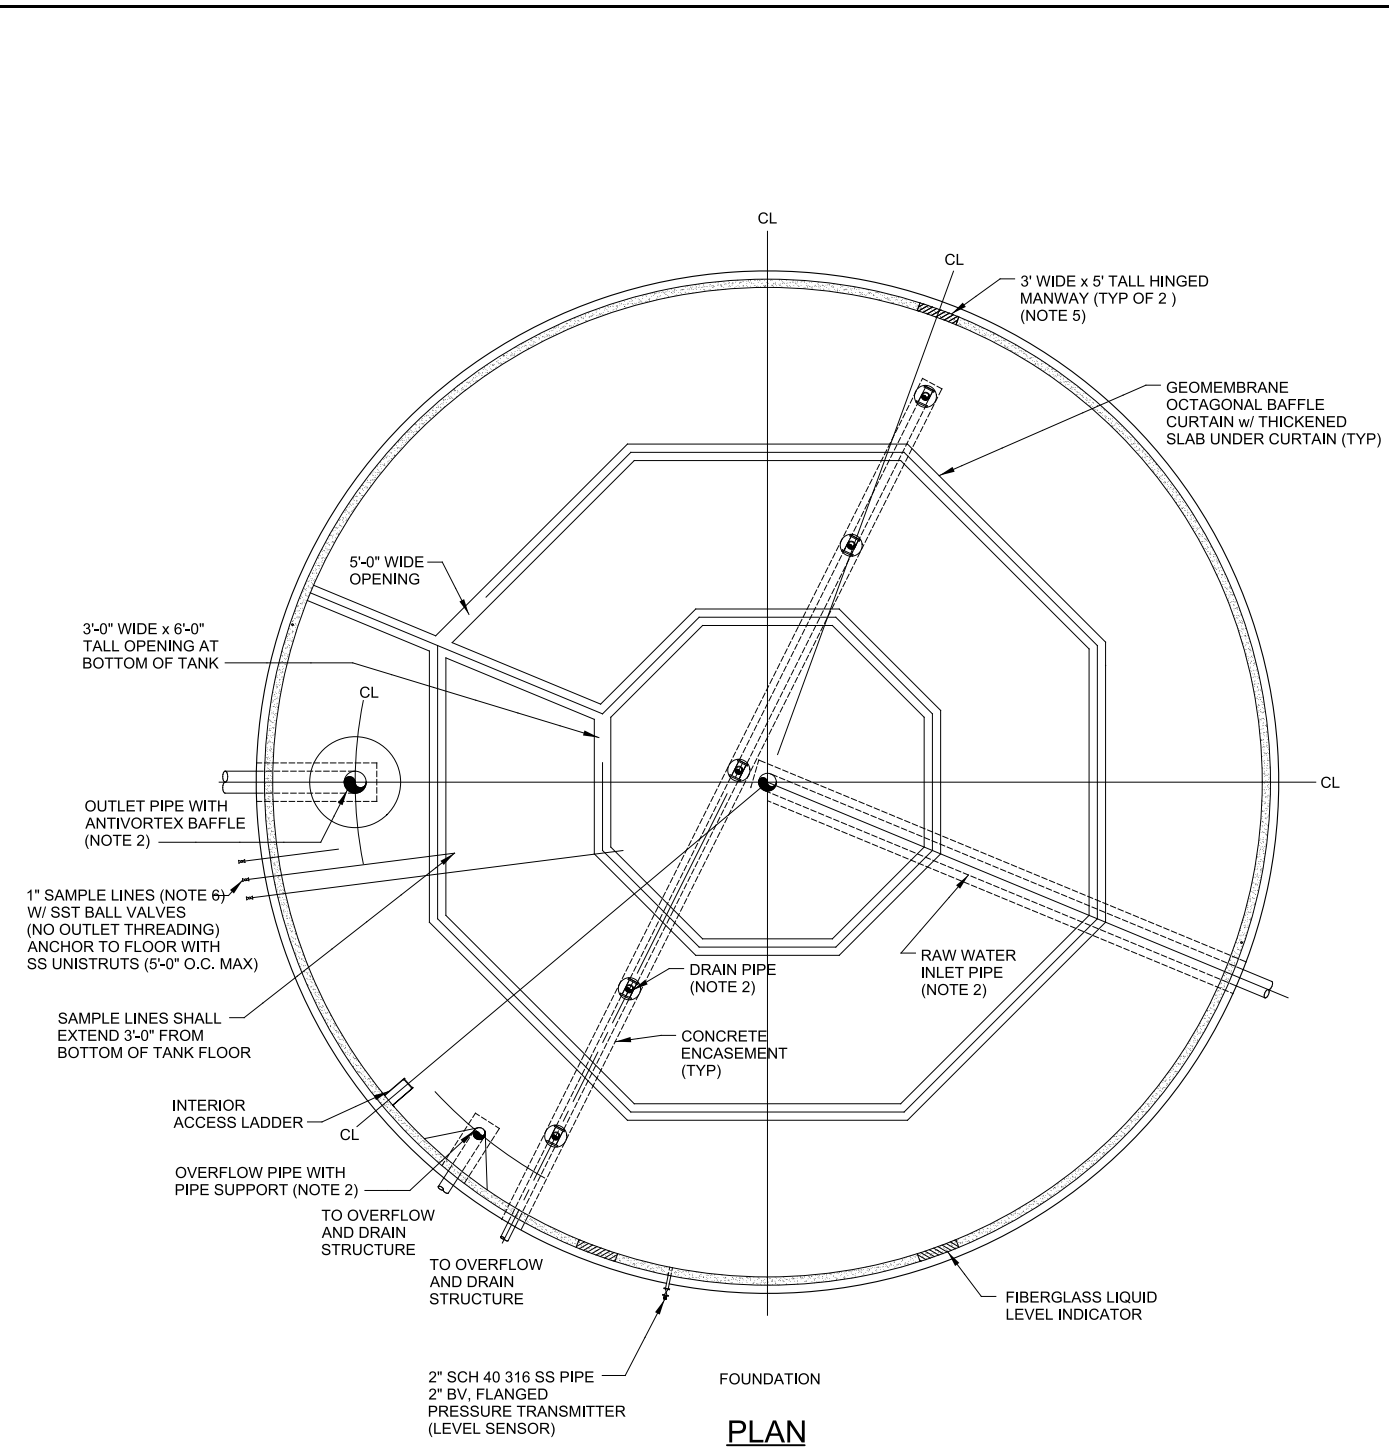 CL
CL
3' WIDE x 5' TALL HINGED
MANWAY (TYP OF 2 )
(NOTE 5)
GEOMEMBRANE
OCTAGONAL BAFFLE
CURTAIN w/ THICKENED
SLAB UNDER CURTAIN (TYP)
5'-0" WIDE
OPENING
3'-0" WIDE x 6'-0"
TALL OPENING AT
BOTTOM OF TANK
CL
CL
OUTLET PIPE WITH
ANTIVORTEX BAFFLE
(NOTE 2)
1" SAMPLE LINES (NOTE 6)
W/ SST BALL VALVES
(NO OUTLET THREADING)
ANCHOR TO FLOOR WITH
SS UNISTRUTS (5'-0" O.C. MAX)
RAW WATER
INLET PIPE
(NOTE 2)
DRAIN PIPE
(NOTE 2)
SAMPLE LINES SHALL
EXTEND 3'-0" FROM
BOTTOM OF TANK FLOOR
CONCRETE
ENCASEMENT
(TYP)
INTERIOR
ACCESS LADDER
CL
OVERFLOW PIPE WITH
PIPE SUPPORT (NOTE 2)
TO OVERFLOW
AND DRAIN
STRUCTURE
TO OVERFLOW
AND DRAIN
STRUCTURE
FIBERGLASS LIQUID
LEVEL INDICATOR
2" SCH 40 316 SS PIPE
2" BV, FLANGED
PRESSURE TRANSMITTER
(LEVEL SENSOR)
FOUNDATION
PLAN